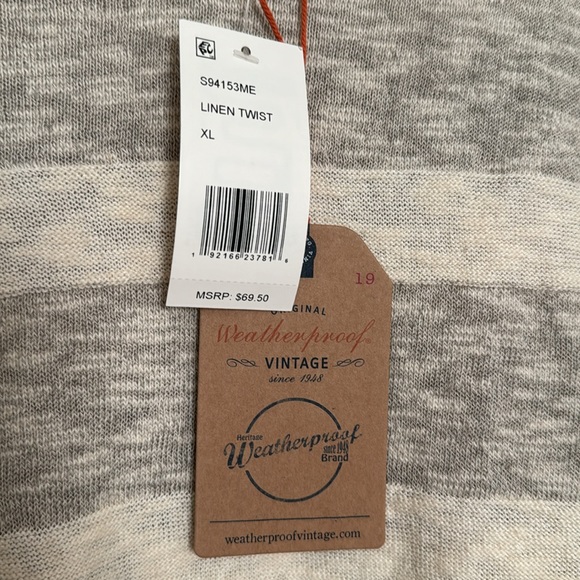 S94153ME
LINEN TWIST
XL
1 92166 23781 6
MSRP: $69.50
19
ORIGINAL
Weatherproof
VINTAGE
since 1948
Heritage
Weatherproof
since 1948
Brand
weatherproofvintage.com